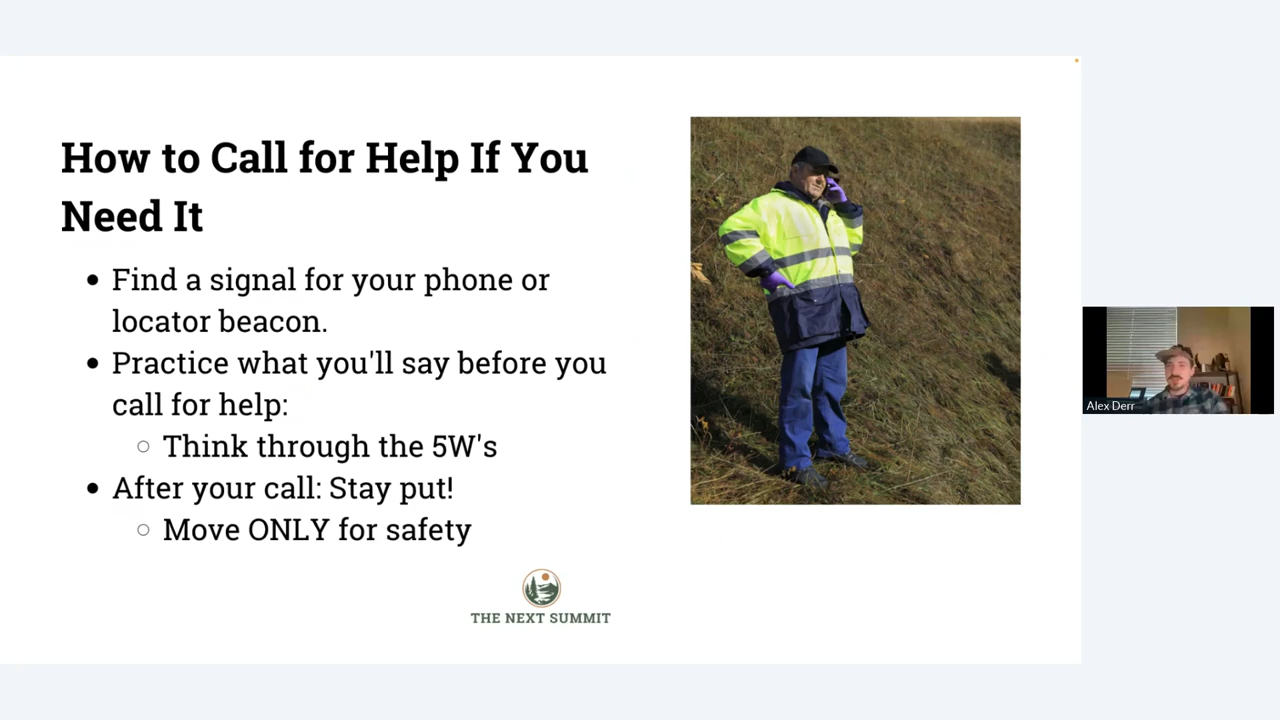 How to Call for Help If You
Need It
• Find a signal for your phone or
locator beacon.
• Practice what you'll say before you
call for help:
○ Think through the 5W's
• After your call: Stay put!
○ Move ONLY for safety
THE NEXT SUMMIT
Alex Derr